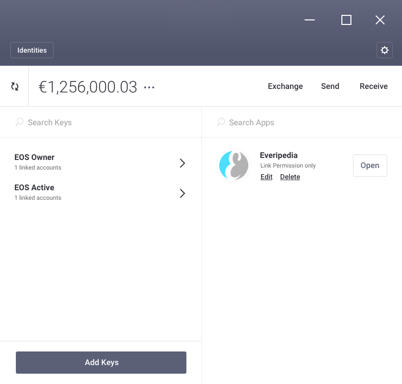 Identities
€1,256,000.03 ···
Exchange
Send
Receive
Search Keys
Search Apps
EOS Owner
1 linked accounts
EOS Active
1 linked accounts
Everipedia
Link Permission only
Edit Delete
Open
Add Keys